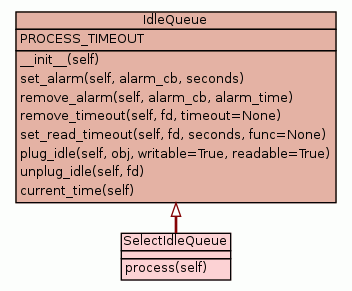 IdleQueue
PROCESS_TIMEOUT
__init__(self)
set_alarm(self, alarm_cb, seconds)
remove_alarm(self, alarm_cb, alarm_time)
remove_timeout(self, fd, timeout=None)
set_read_timeout(self, fd, seconds, func=None)
plug_idle(self, obj, writable=True, readable=True)
unplug_idle(self, fd)
current_time(self)
SelectIdleQueue
process(self)